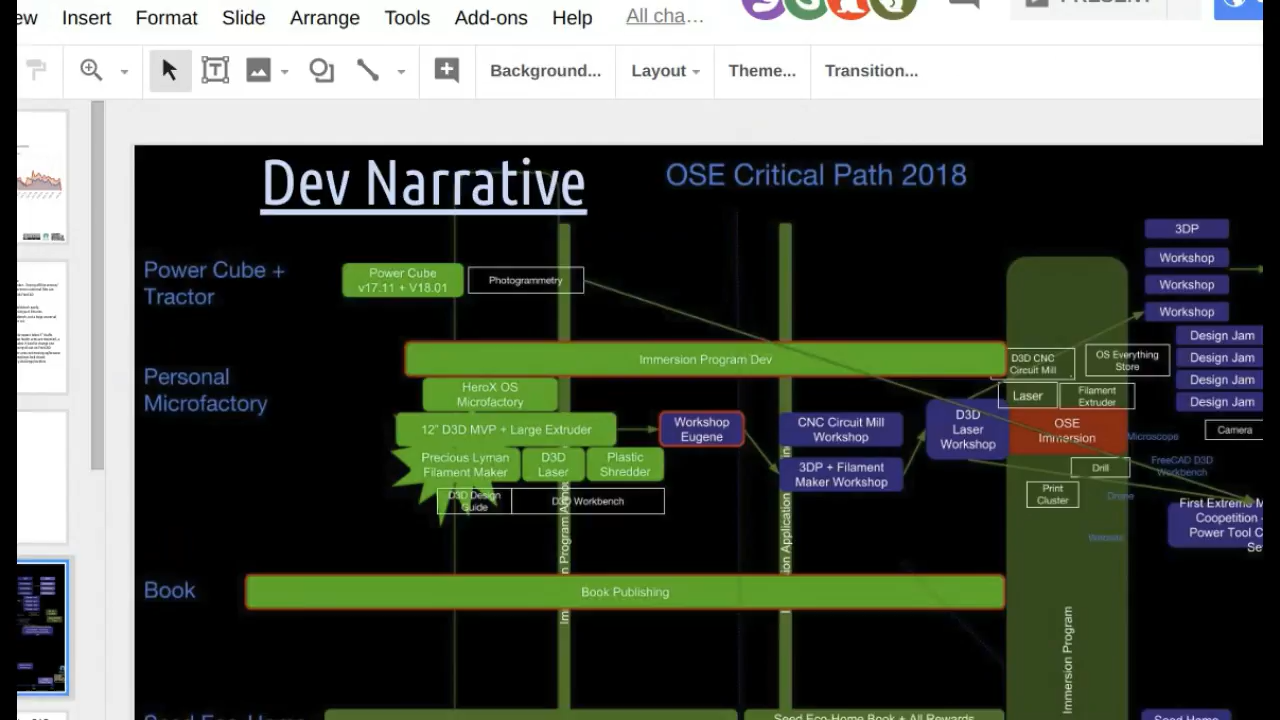 ew Insert Format Slide Arrange Tools Add-ons Help All cha…
PRESENT
Background... Layout Theme... Transition...
Dev Narrative
OSE Critical Path 2018
3DP
Workshop
Workshop
Workshop
Power Cube +
Tractor
Power Cube
v17.11 + V18.01
Photogrammetry
Design Jam
Design Jam
Design Jam
Design Jam
Immersion Program Dev
D3D CNC
Circuit Mill
OS Everything
Store
Personal
Microfactory
HeroX OS
Microfactory
Laser
Filament
Extruder
12" D3D MVP + Large Extruder
Workshop
Eugene
CNC Circuit Mill
Workshop
D3D
Laser
Workshop
OSE
Immersion
Microscope
Camera
Precious Lyman
Filament Maker
D3D
Laser
Plastic
Shredder
3DP + Filament
Maker Workshop
Drill
FreeCAD D3D
Workbench
D3D Design
Guide
D3D Workbench
Print
Cluster
Drone
First Extreme M
Coopetition -
Power Tool C
Se
Book
Book Publishing
Immersion Program
Seed Eco-Home Book + All Rewards
Seed Home